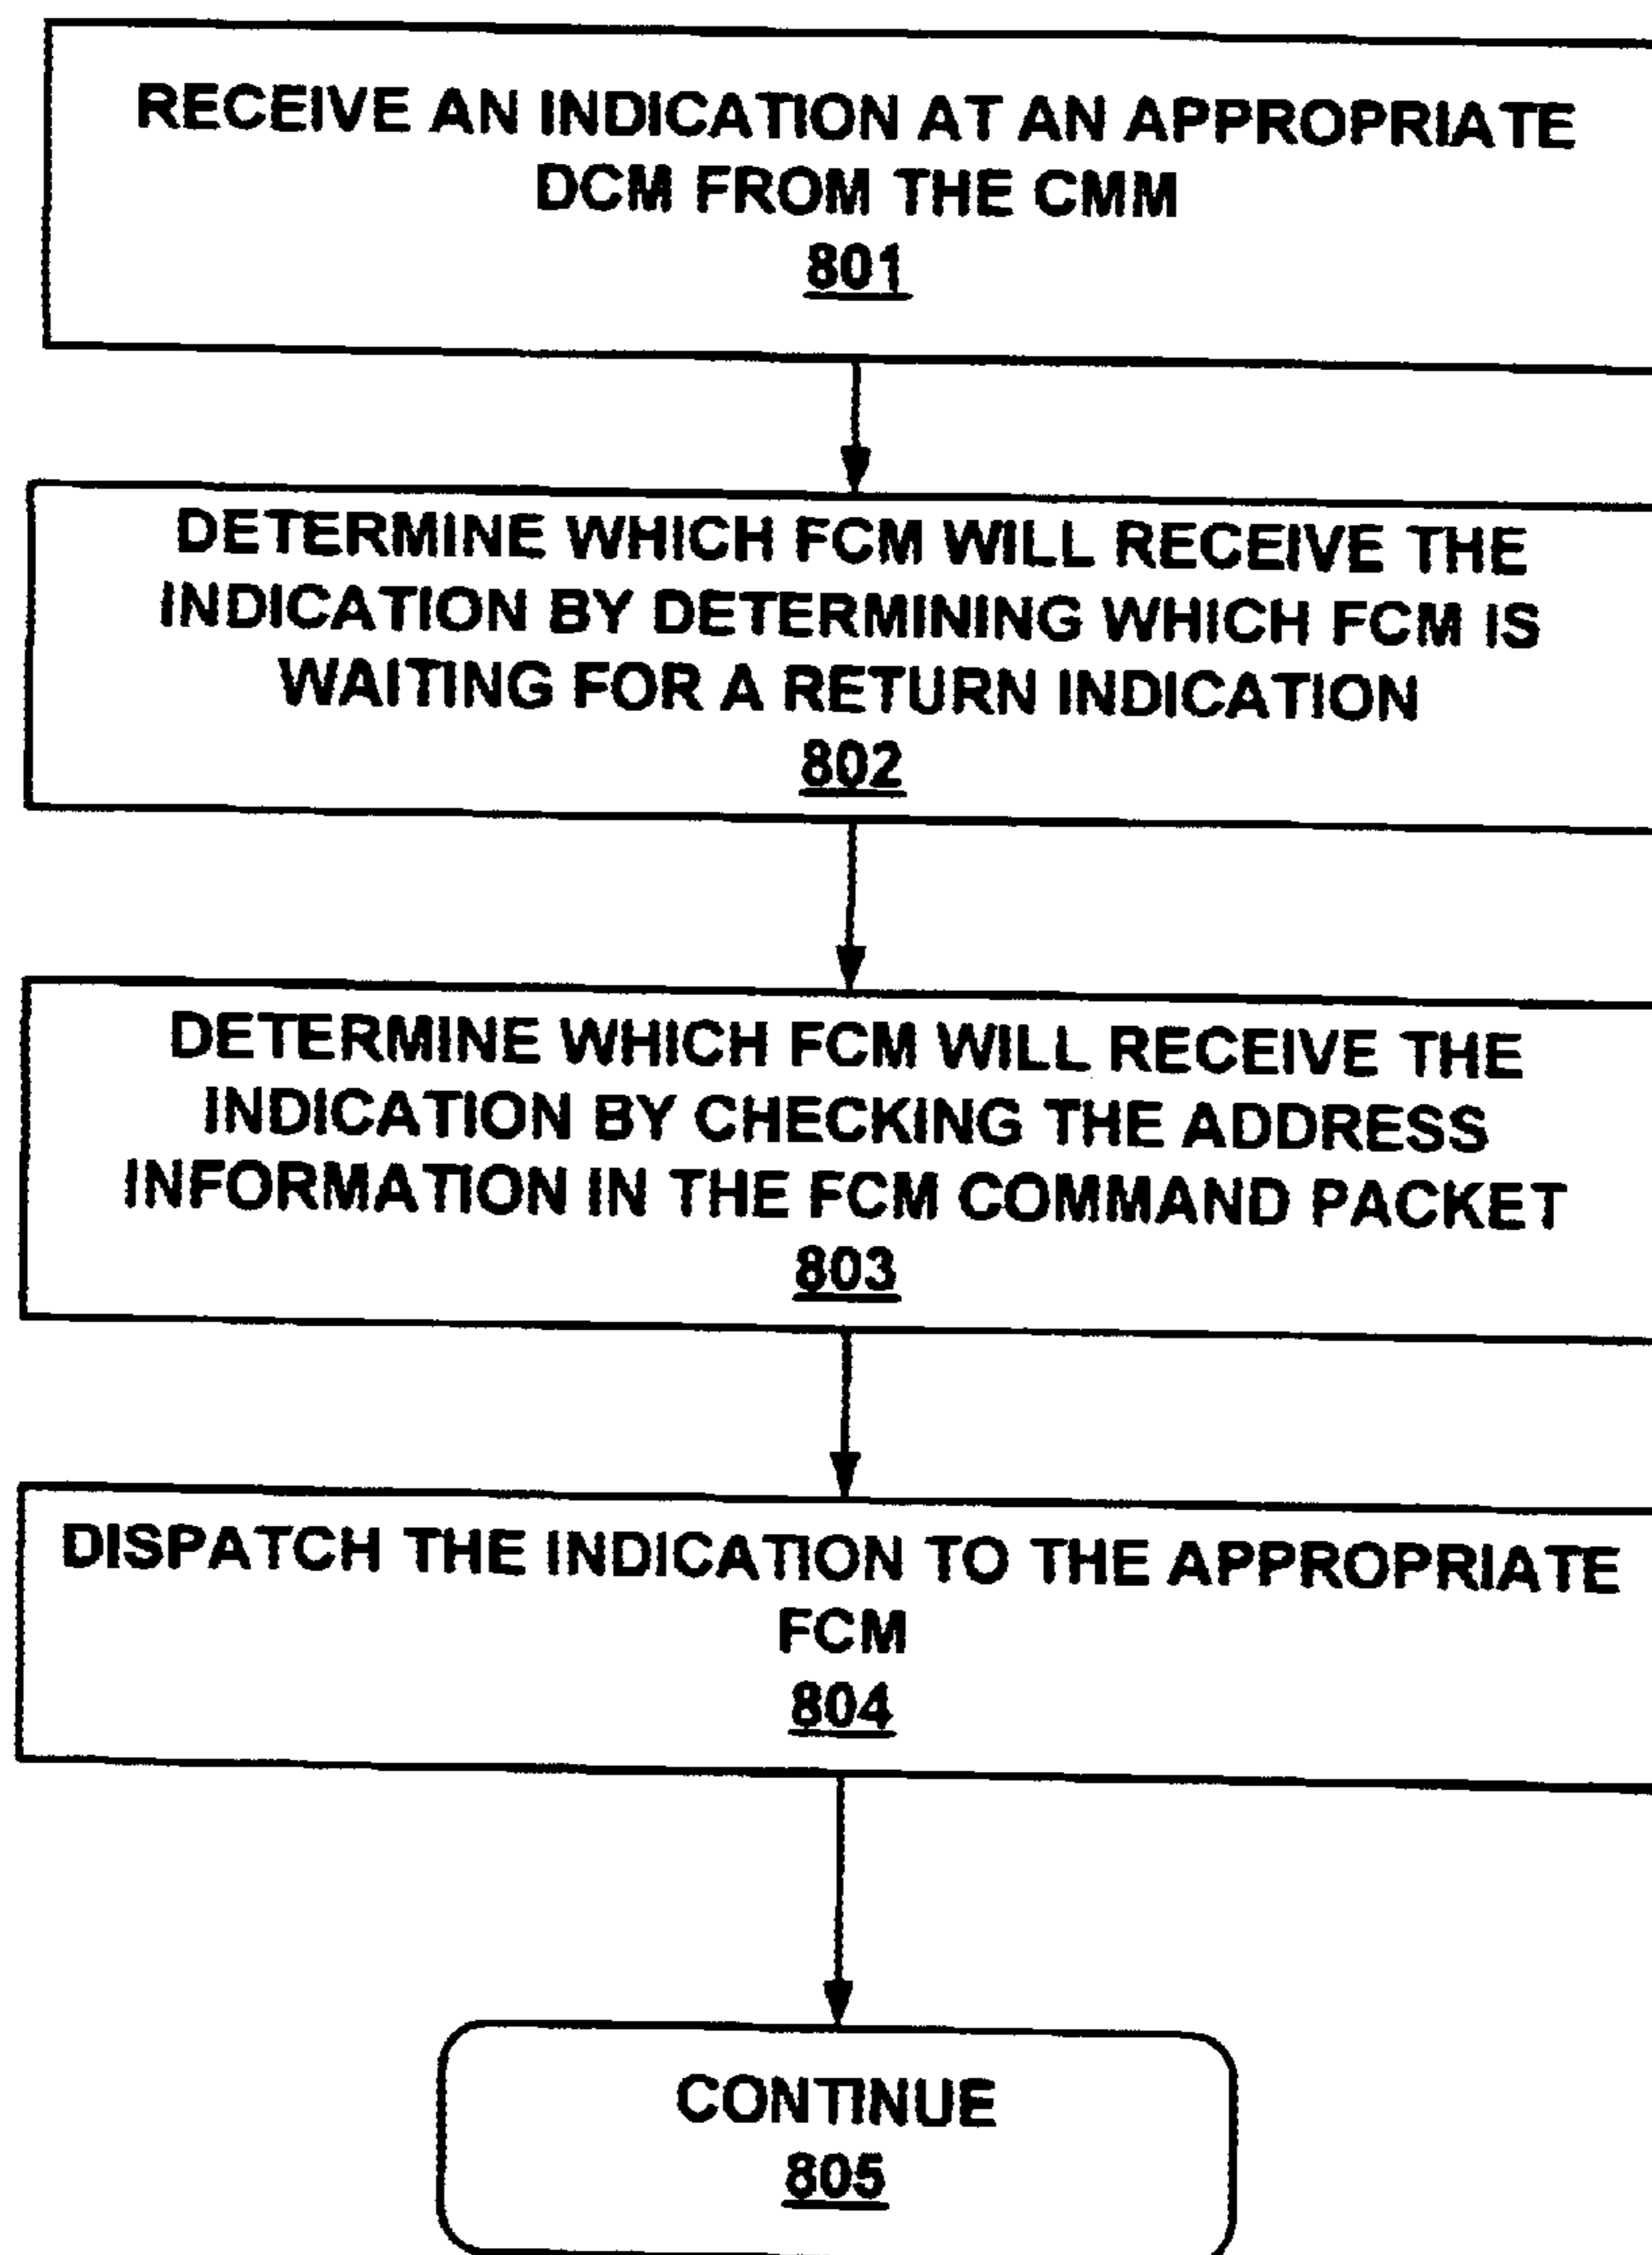 RECEIVE AN INDICATION AT AN APPROPRIATE
DCM FROM THE CMM
801
DETERMINE WHICH FCM WILL RECEIVE THE
INDICATION BY DETERMINING WHICH FCM IS
WAITING FOR A RETURN INDICATION
802
DETERMINE WHICH FCM WILL RECEIVE THE
INDICATION BY CHECKING THE ADDRESS
INFORMATION IN THE FCM COMMAND PACKET
803
DISPATCH THE INDICATION TO THE APPROPRIATE
FCM
804
CONTINUE
805